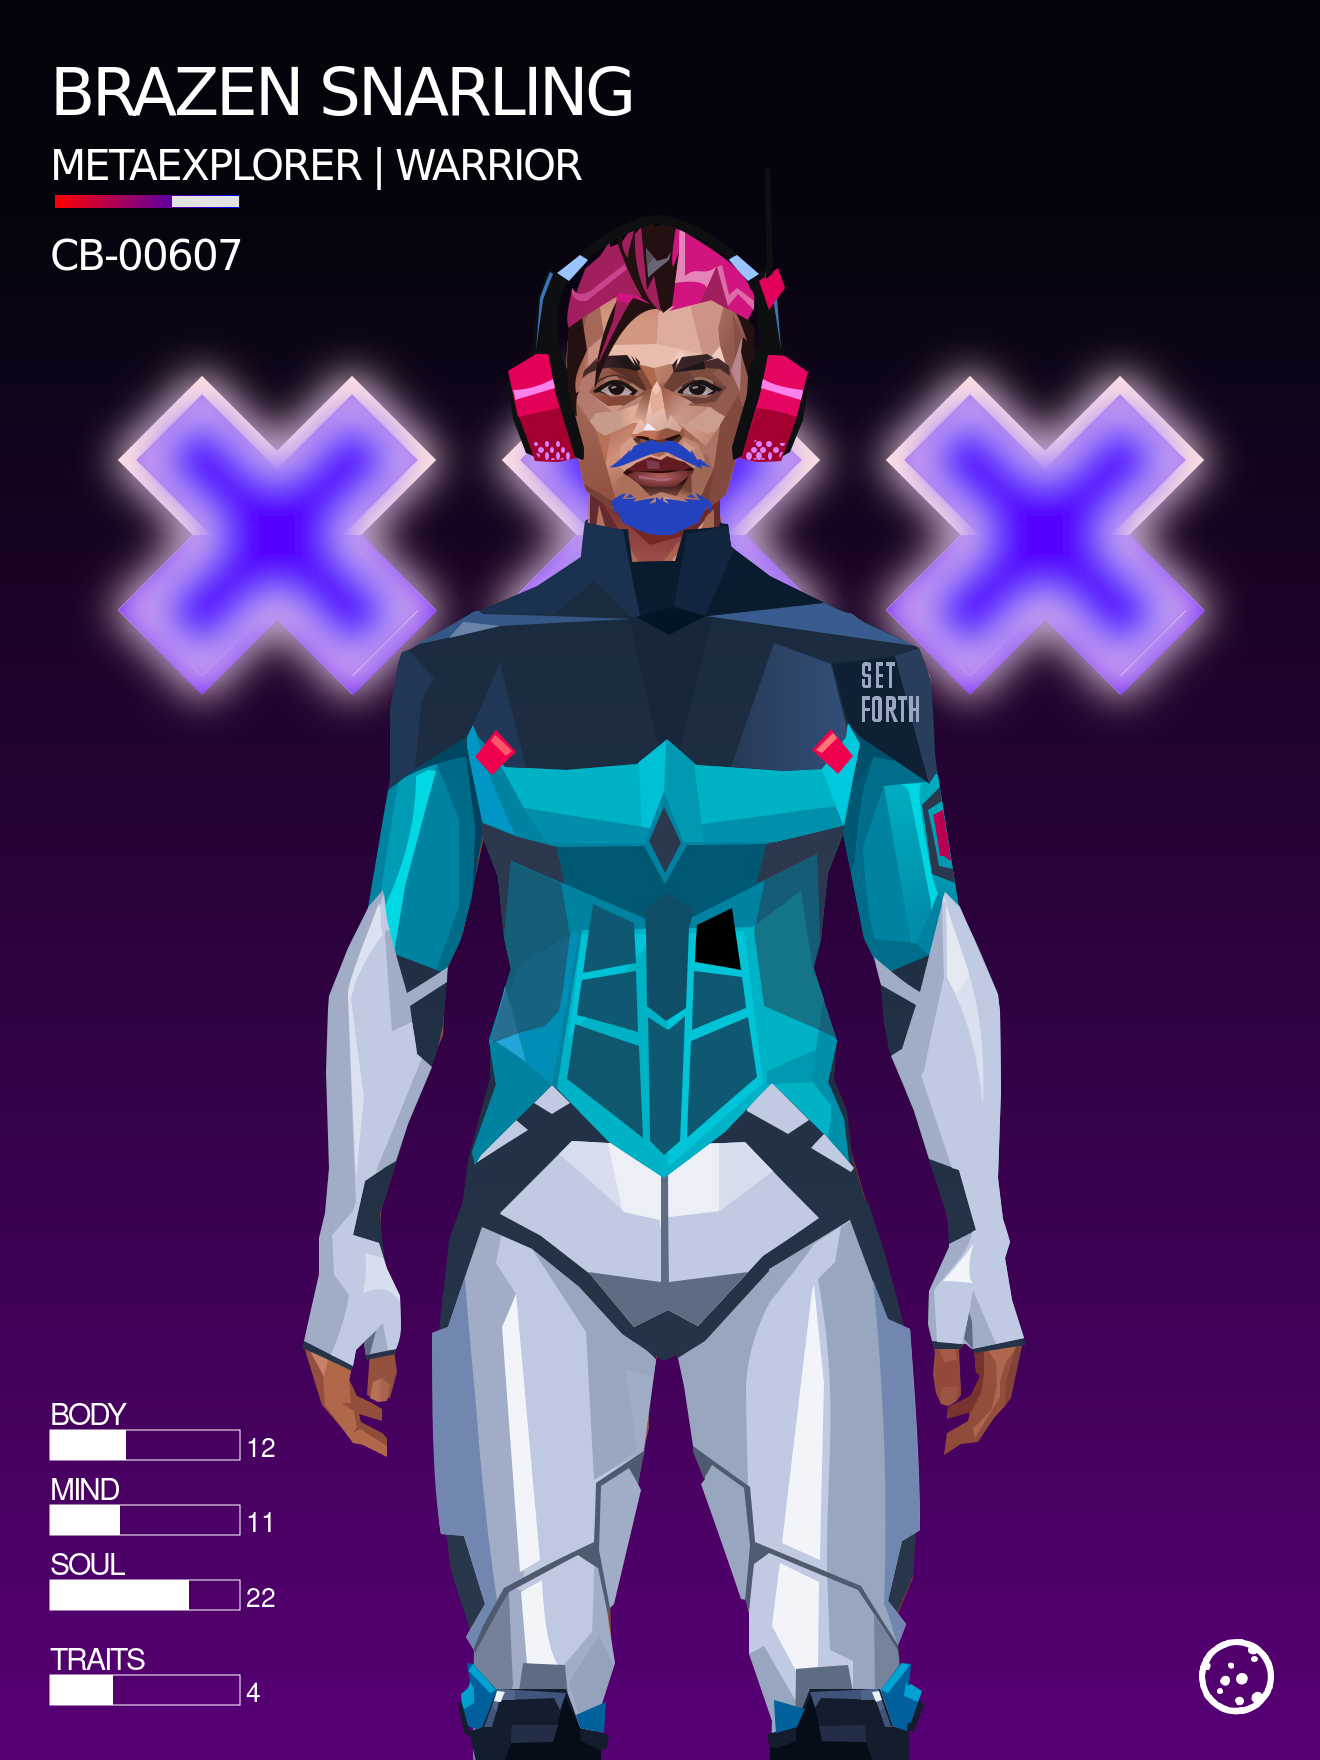 BRAZEN SNARLING
METAEXPLORER | WARRIOR
CB-00607
SET
FORTH
BODY
12
MIND
11
SOUL
22
TRAITS
4